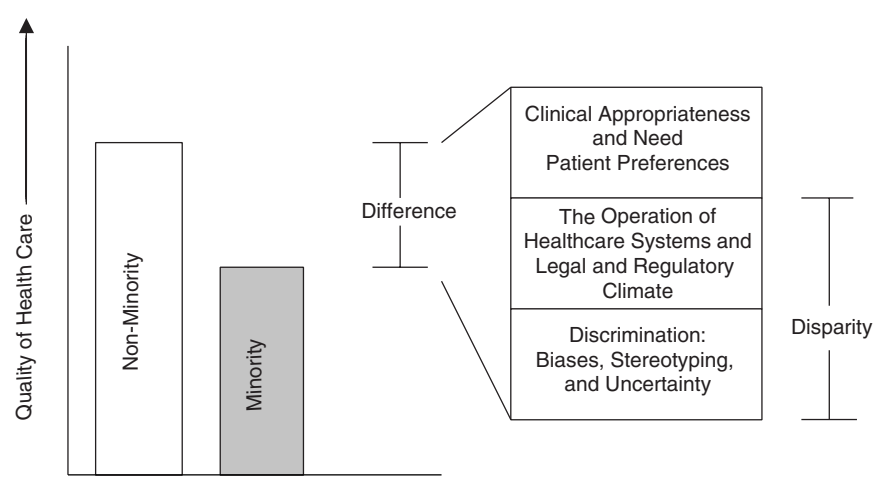 Quality of Health Care
Non-Minority
Minority
Difference
Clinical Appropriateness
and Need
Patient Preferences
The Operation of
Healthcare Systems and
Legal and Regulatory
Climate
Discrimination:
Biases, Stereotyping,
and Uncertainty
Disparity